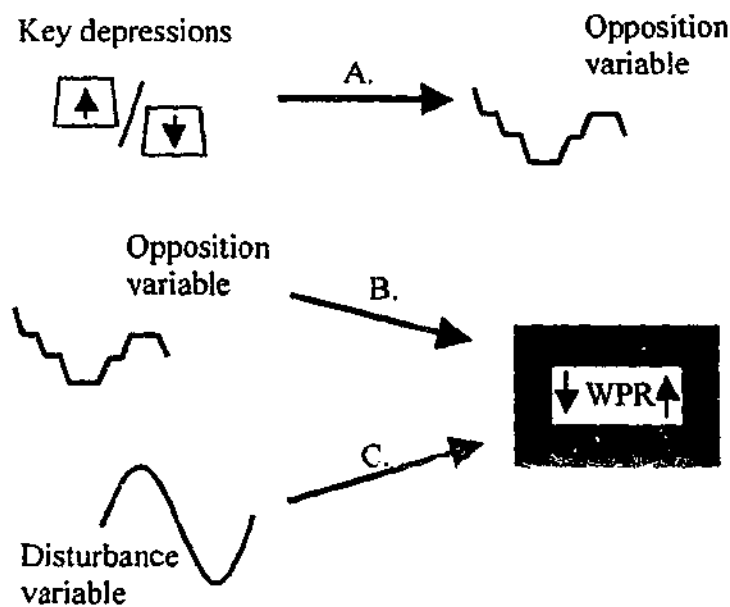 Key depressions
Opposition
variable
A.
Opposition
variable
B.
↓ WPR ↑
C.
Disturbance
variable